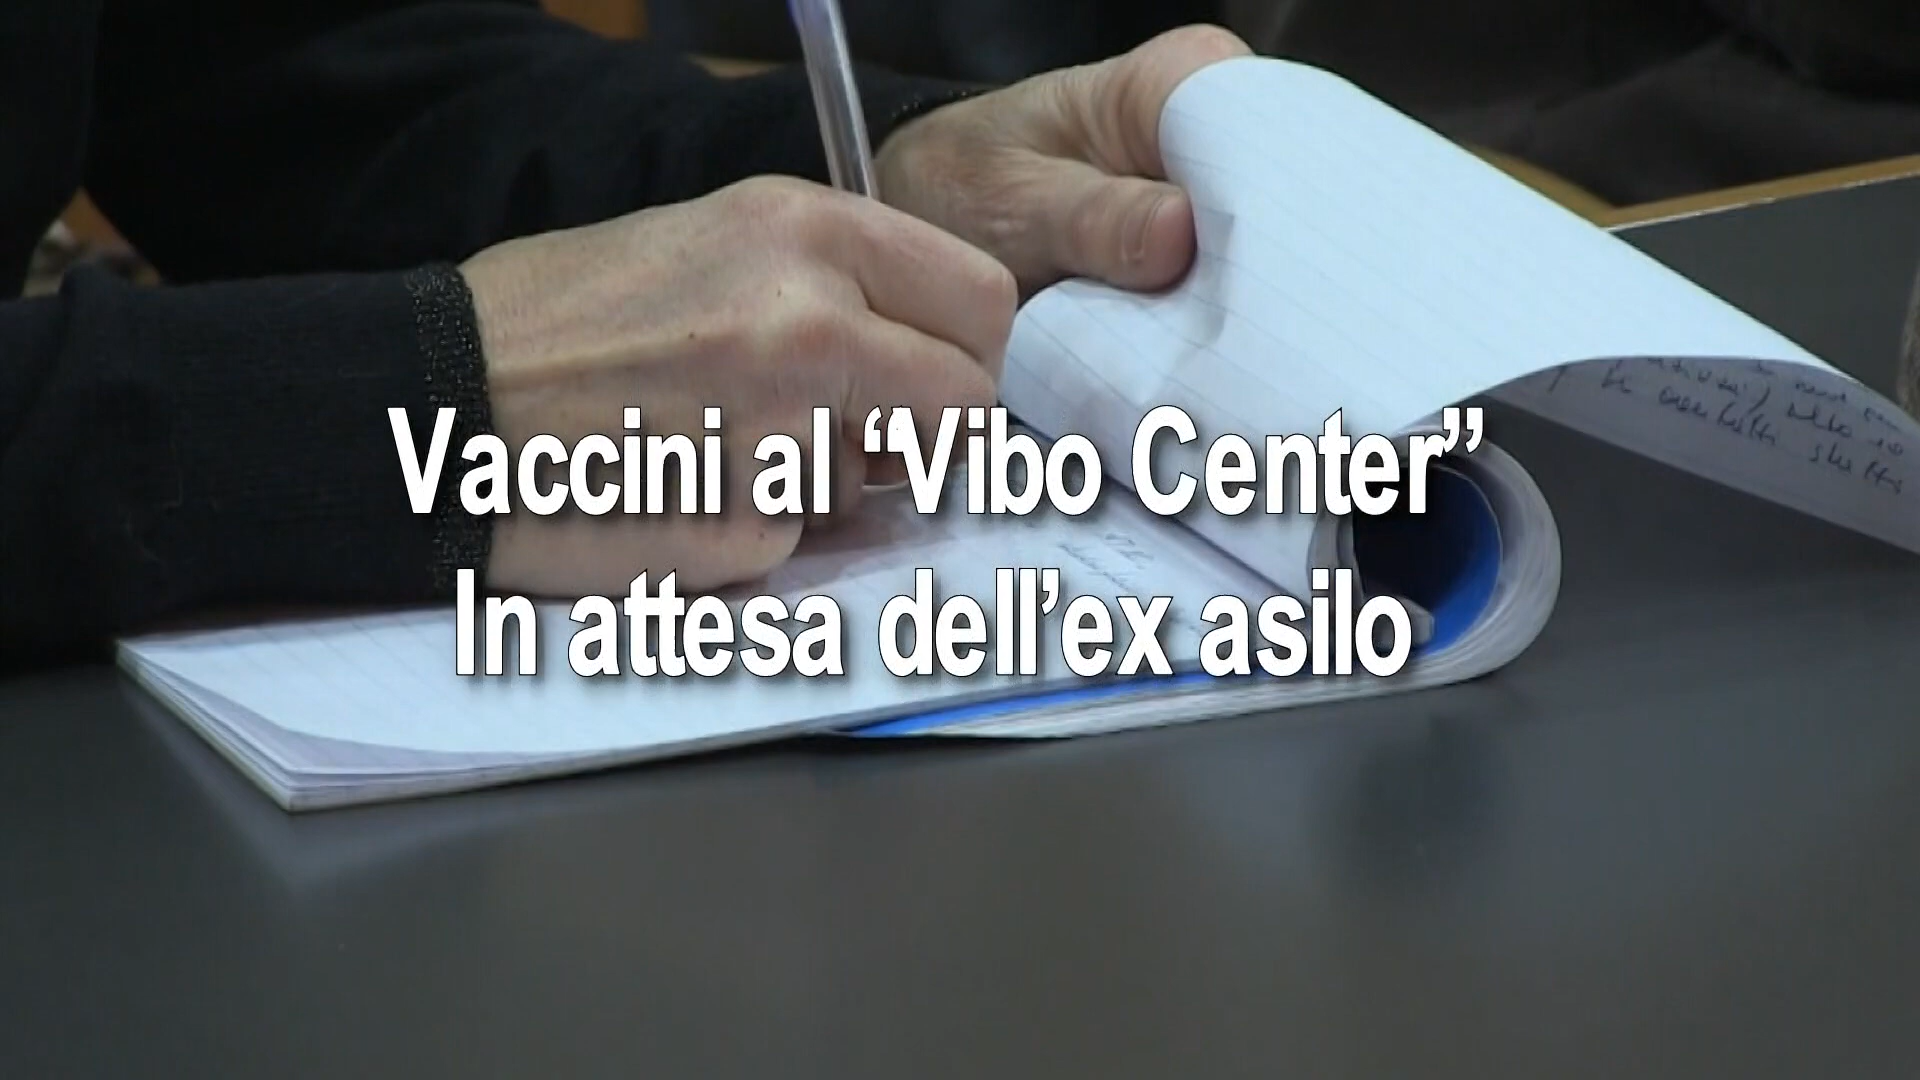 Vaccini al “Vibo Center”
In attesa dell’ex asilo